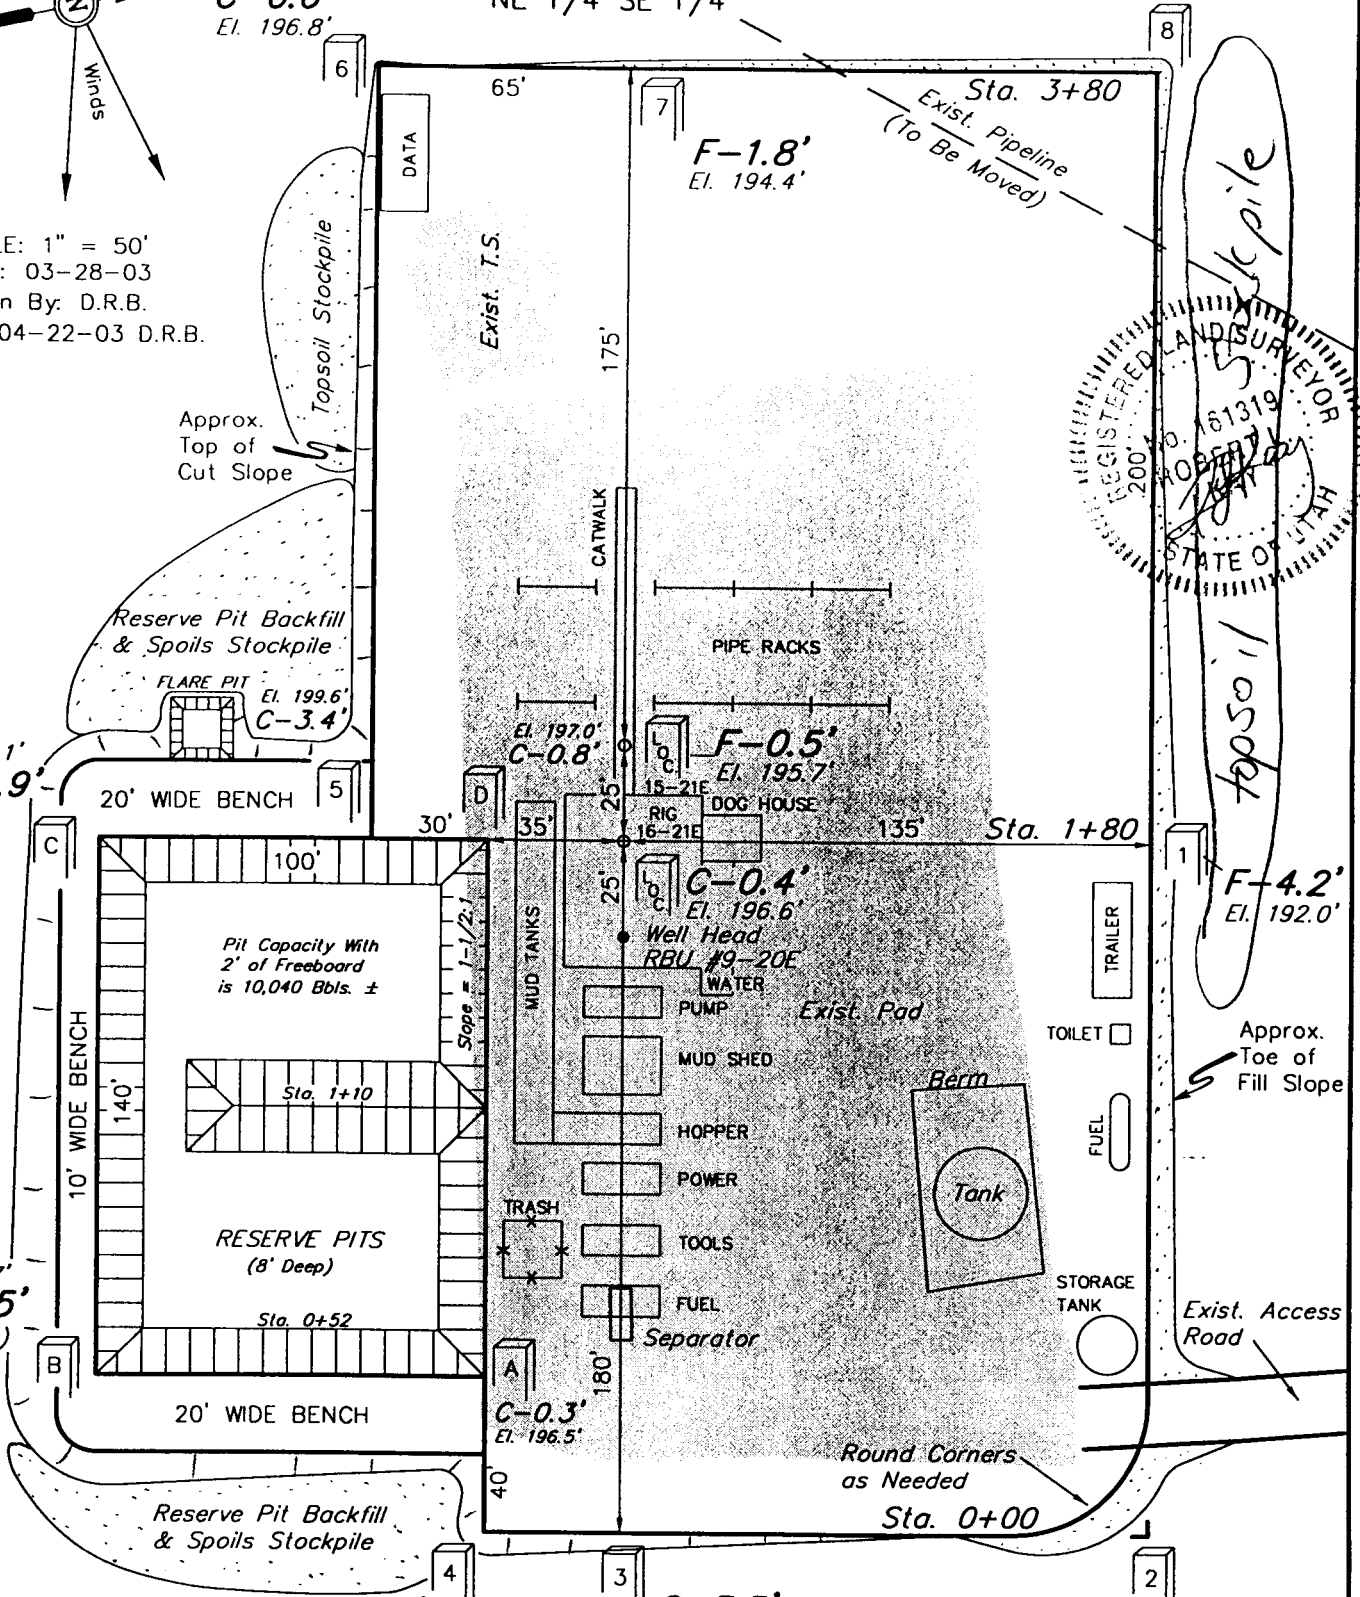 C-0.6'
El. 196.8'
NE 1/4 SE 1/4
Winds
6
8
65'
7
Sta. 3+80
Exist. Pipeline
(To Be Moved)
DATA
F-1.8'
El. 194.4'
1" = 50'
03-28-03
By: D.R.B.
04-22-03 D.R.B.
Topsoil Stockpile
Exist. T.S.
175'
topsoil stockpile
REGISTERED LAND SURVEYOR
No. 161319
STATE OF UTAH
200'
Approx.
Top of
Cut Slope
CATWALK
Reserve Pit Backfill
& Spoils Stockpile
PIPE RACKS
FLARE PIT
El. 199.6'
C-3.4'
El. 197.0'
C-0.8'
LOC.
F-0.5'
El. 195.7'
15-21E
20' WIDE BENCH
5
D
25'
RIG
16-21E
DOG HOUSE
C
30'
35'
135'
Sta. 1+80
1
100'
25'
LOC.
C-0.4'
El. 196.6'
F-4.2'
El. 192.0'
Pit Capacity With
2' of Freeboard
is 10,040 Bbls. ±
Slope = 1-1/2:1
MUD TANKS
Well Head
RBU #9-20E
WATER
TRAILER
PUMP
Exist. Pad
TOILET
Approx.
Toe of
Fill Slope
10' WIDE BENCH
140'
Sta. 1+10
MUD SHED
Berm
HOPPER
FUEL
POWER
Tank
TRASH
RESERVE PITS
(8' Deep)
TOOLS
FUEL
STORAGE
TANK
Sta. 0+52
Separator
Exist. Access
Road
B
A
180'
C-0.3'
El. 196.5'
20' WIDE BENCH
Round Corners
as Needed
40'
Sta. 0+00
Reserve Pit Backfill
& Spoils Stockpile
4
3
2